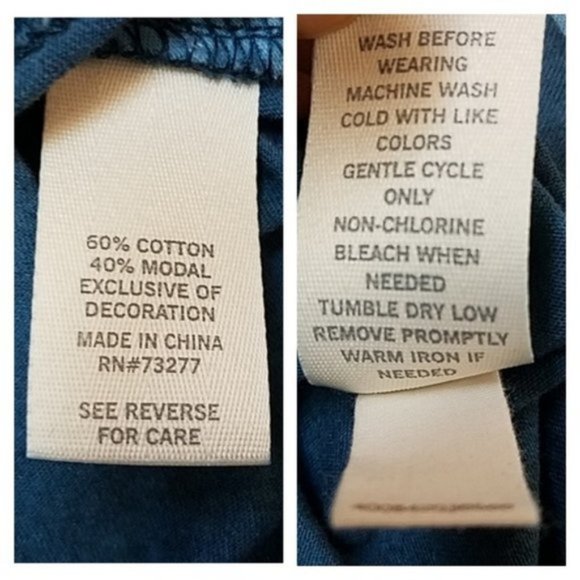 60% COTTON
40% MODAL
EXCLUSIVE OF
DECORATION
MADE IN CHINA
RN#73277
SEE REVERSE
FOR CARE
WASH BEFORE
WEARING
MACHINE WASH
COLD WITH LIKE
COLORS
GENTLE CYCLE
ONLY
NON-CHLORINE
BLEACH WHEN
NEEDED
TUMBLE DRY LOW
REMOVE PROMPTLY
WARM IRON IF
NEEDED